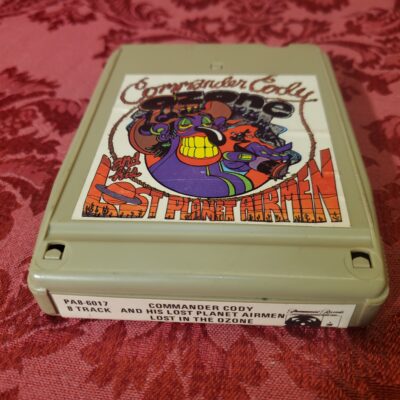 Commander Cody
OZONE
and his
LOST PLANET AIRMEN
PA8-6017
8 TRACK
COMMANDER CODY
AND HIS LOST PLANET AIRMEN
LOST IN THE OZONE